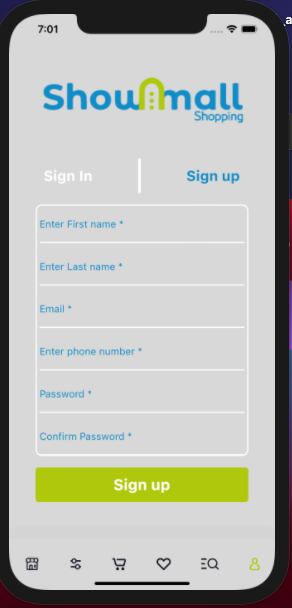 7:01
Showmall
Shopping
Sign In
Sign up
Enter First name *
Enter Last name *
Email *
Enter phone number *
Password *
Confirm Password *
Sign up